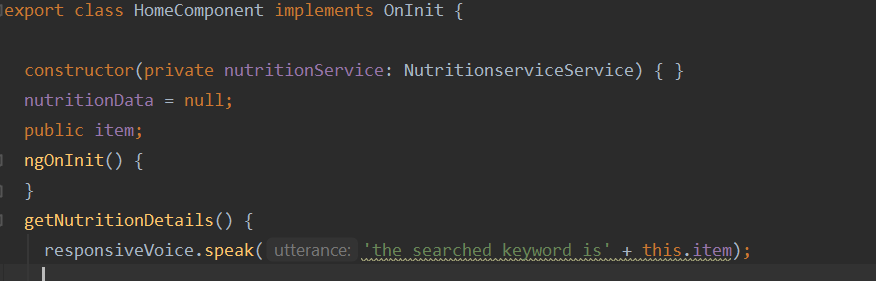 export class HomeComponent implements OnInit {
constructor(private nutritionService: NutritionserviceService) { }
nutritionData = null;
public item;
ngOnInit() {
}
getNutritionDetails() {
responsiveVoice.speak( utterance: 'the searched keyword is' + this.item);